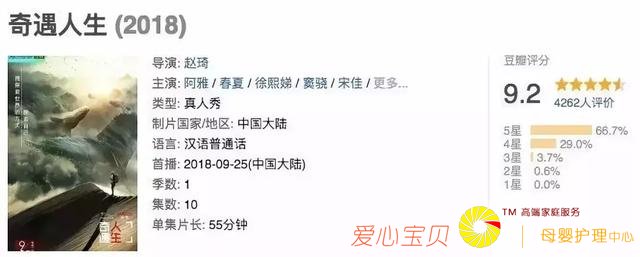 奇遇人生 (2018)
导演: 赵琦
主演: 阿雅 / 春夏 / 徐熙娣 / 窦骁 / 宋佳 / 更多...
类型: 真人秀
制片国家/地区: 中国大陆
语言: 汉语普通话
首播: 2018-09-25(中国大陆)
季数: 1
集数: 10
单集片长: 55分钟
豆瓣评分
9.2
4262人评价
5星 66.7%
4星 29.0%
3星 3.7%
2星 0.6%
1星 0.0%
奇遇人生
爱心宝贝
TM 高端家庭服务
母婴护理中心